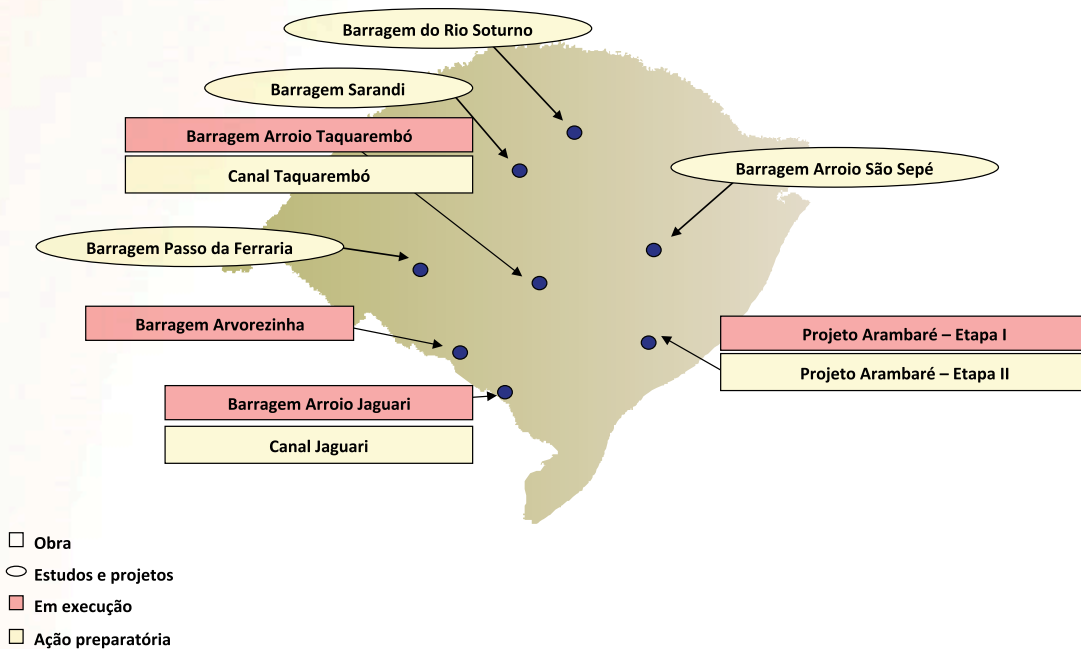 Barragem do Rio Soturno
Barragem Sarandi
Barragem Arroio Taquarembó
Canal Taquarembó
Barragem Arroio São Sepé
Barragem Passo da Ferraria
Barragem Arvorezinha
Projeto Arambaré – Etapa I
Projeto Arambaré – Etapa II
Barragem Arroio Jaguari
Canal Jaguari
Obra
Estudos e projetos
Em execução
Ação preparatória